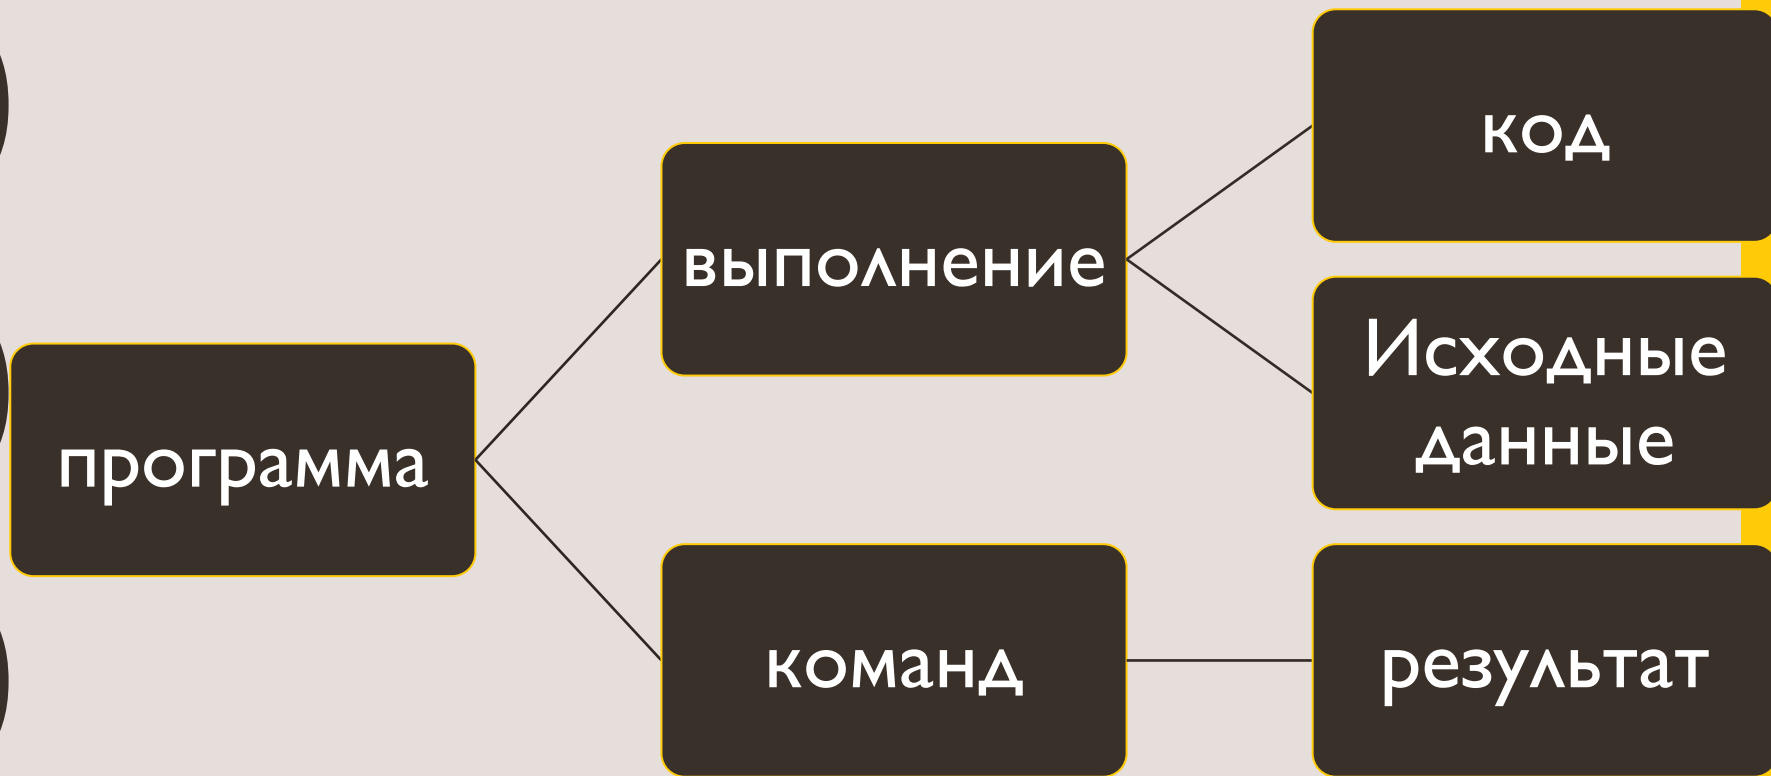 код
выполнение
Исходные
данные
программа
команд
результат